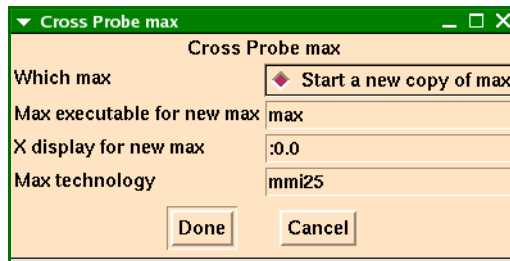 Cross Probe max
Cross Probe max
Which max Start a new copy of max
Max executable for new max max
X display for new max :0.0
Max technology mmi25
Done Cancel